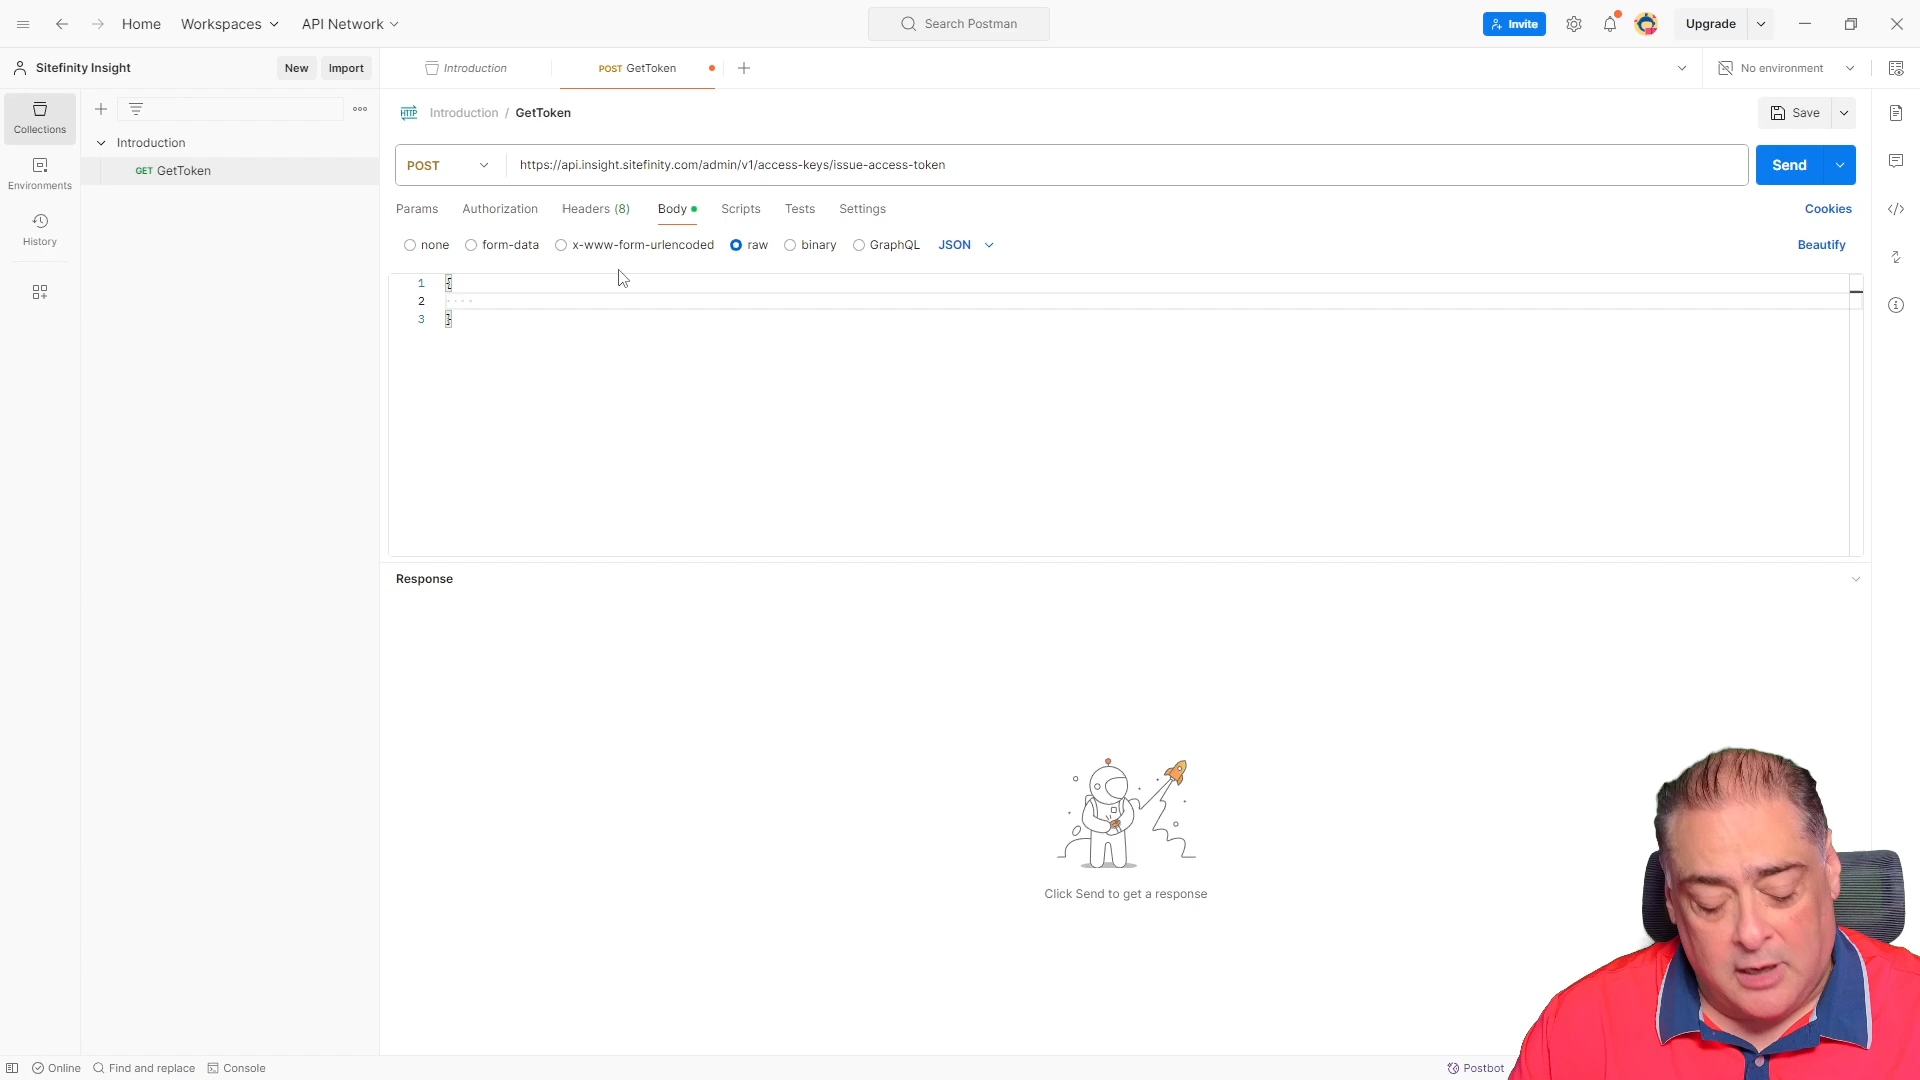 Home Workspaces API Network Search Postman Invite Upgrade
Sitefinity Insight New Import Introduction POST GetToken No environment
Collections
Environments
History
Introduction
GET GetToken
HTTP Introduction / GetToken Save
POST https://api.insight.sitefinity.com/admin/v1/access-keys/issue-access-token Send
Params Authorization Headers (8) Body Scripts Tests Settings Cookies
none form-data x-www-form-urlencoded raw binary GraphQL JSON Beautify
1 {
2
3 }
Response
Click Send to get a response
Online Find and replace Console Postbot